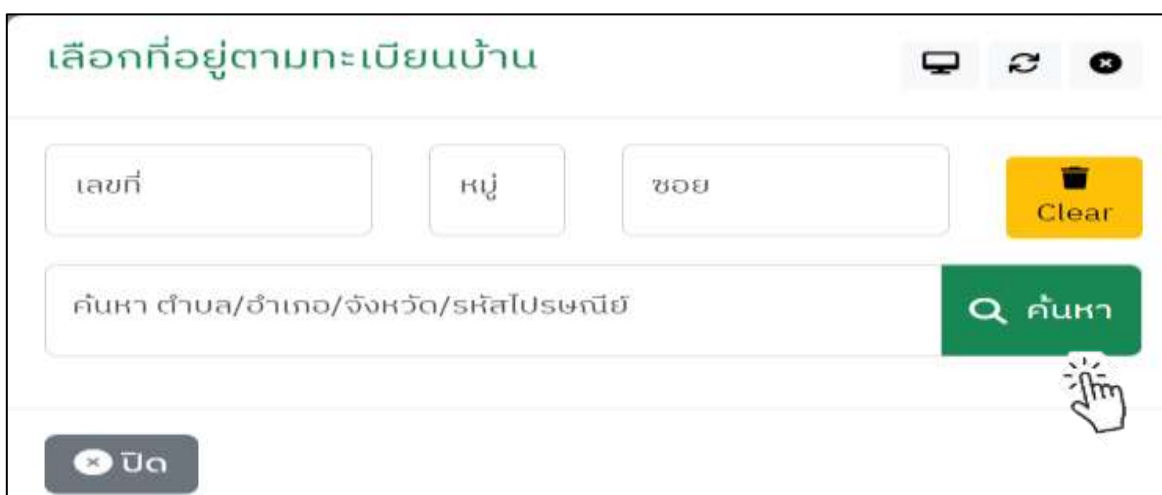 เลือกที่อยู่ตามทะเบียนบ้าน
เลขที่ หมู่ ซอย Clear
ค้นหา ตำบล/อำเภอ/จังหวัด/รหัสไปรษณีย์ ค้นหา
ปิด